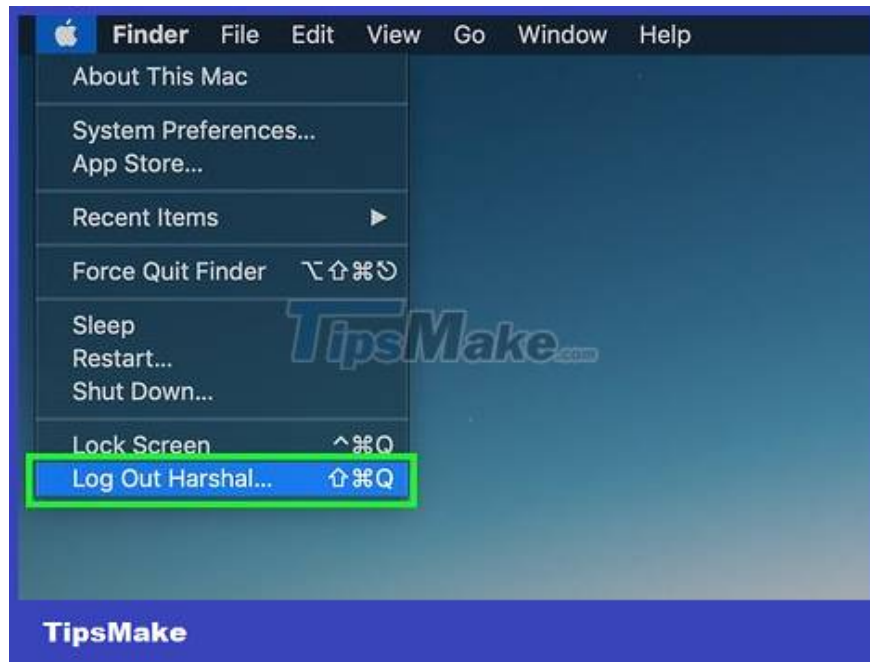 Finder File Edit View Go Window Help
About This Mac
System Preferences...
App Store...
Recent Items ▶
Force Quit Finder ⌥⇧⌘⎋
Sleep
Restart...
Shut Down...
TipsMake.com
Lock Screen ^⌘Q
Log Out Harshal... ⇧⌘Q
TipsMake